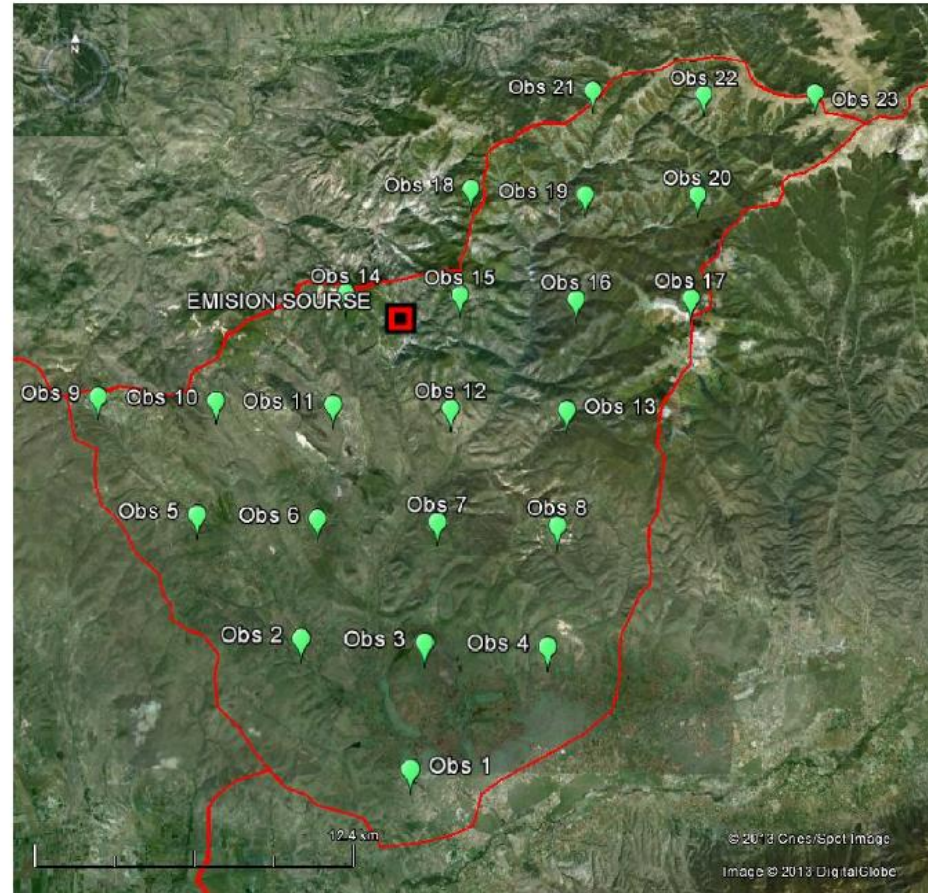 N
Obs 21
Obs 22
Obs 23
Obs 18
Obs 19
Obs 20
Obs 14
Obs 15
Obs 16
Obs 17
EMISION SOURSE
Obs 9
Obs 10
Obs 11
Obs 12
Obs 13
Obs 5
Obs 6
Obs 7
Obs 8
Obs 2
Obs 3
Obs 4
Obs 1
12.4 km
© 2013 Cnes/Spot Image
Image © 2013 DigitalGlobe